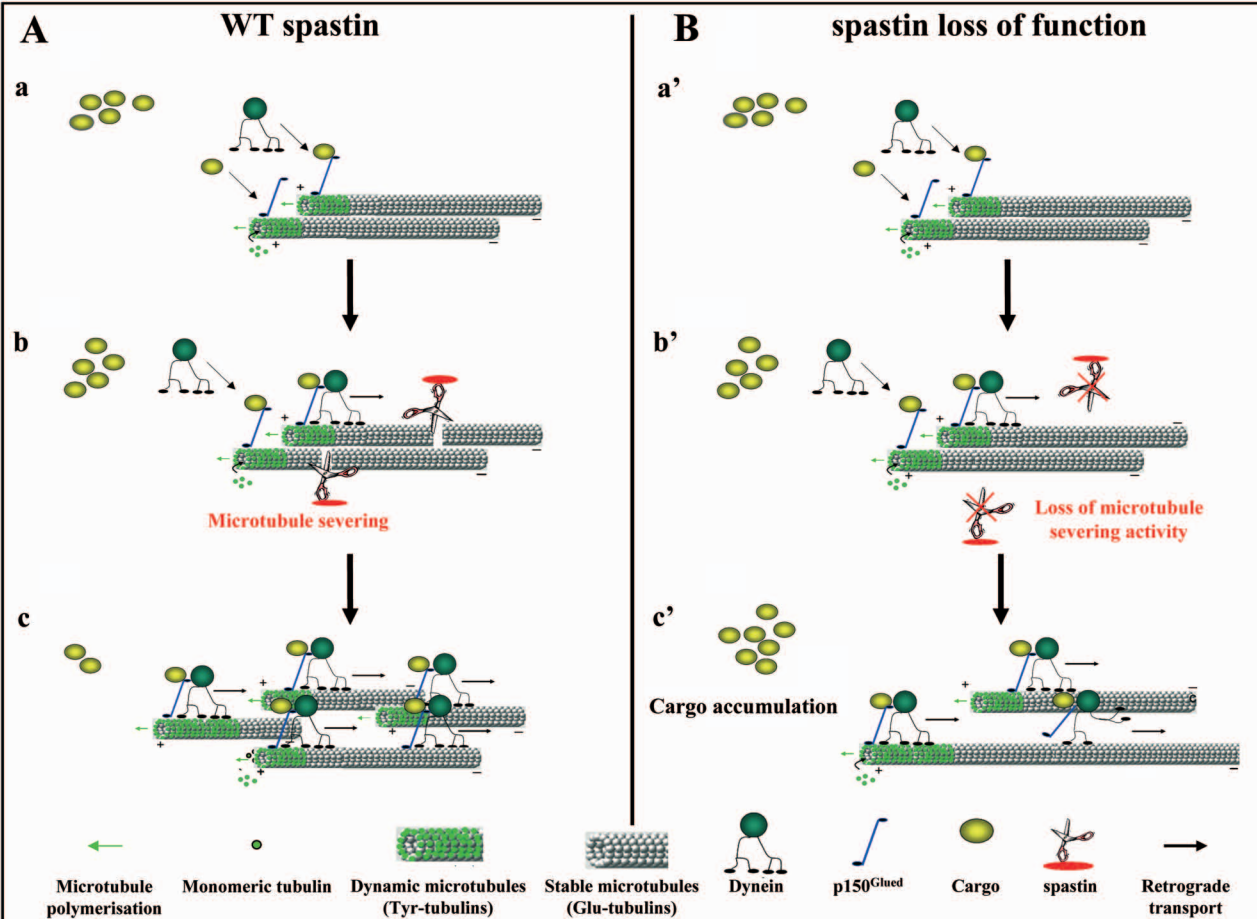 A WT spastin
B spastin loss of function
a
a’
+
+
−
−
+
+
−
−
b
b’
+
+
−
−
Microtubule severing
+
+
−
−
Loss of microtubule
severing activity
c
c’
Cargo accumulation
+
+
+
+
−
−
−
−
+
+
−
−
Microtubule
polymerisation
Monomeric tubulin
Dynamic microtubules
(Tyr-tubulins)
Stable microtubules
(Glu-tubulins)
Dynein
p150Glued
Cargo
spastin
Retrograde
transport